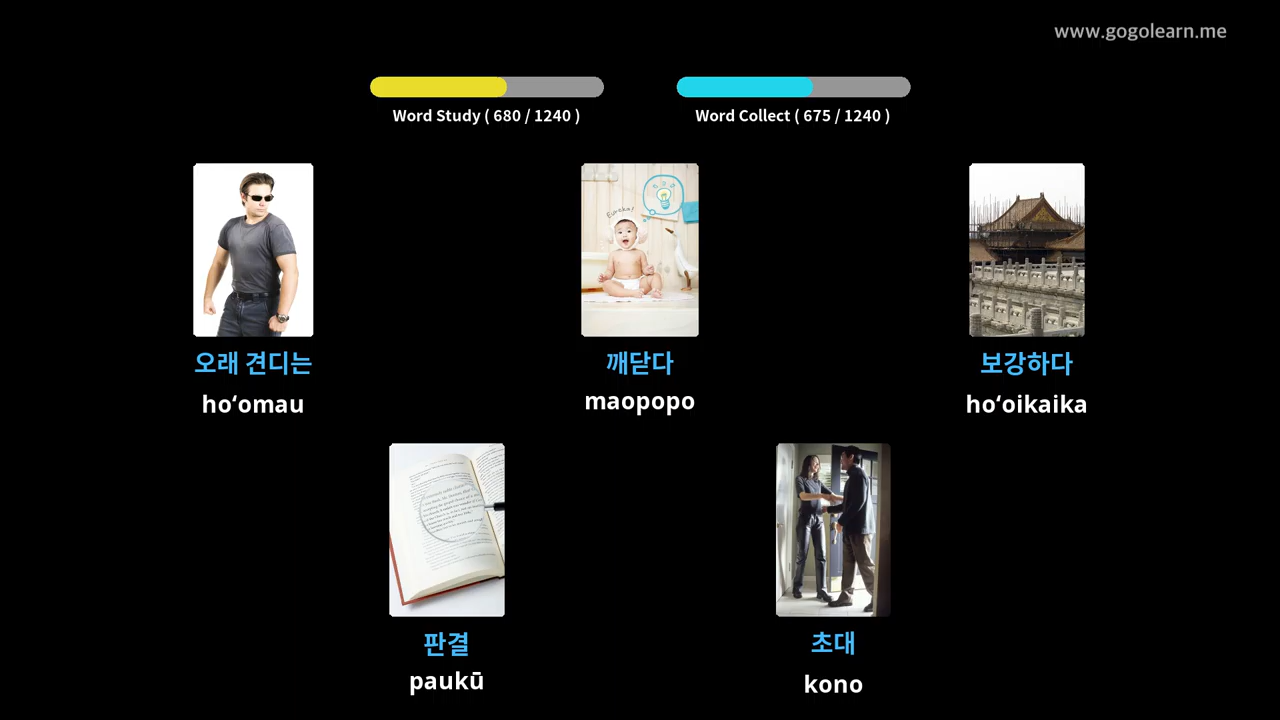 www.gogolearn.me
Word Study ( 680 / 1240 )
Word Collect ( 675 / 1240 )
Eureka!
오래 견디는
깨닫다
보강하다
hoʻomau
maopopo
hoʻoikaika
판결
초대
paukū
kono